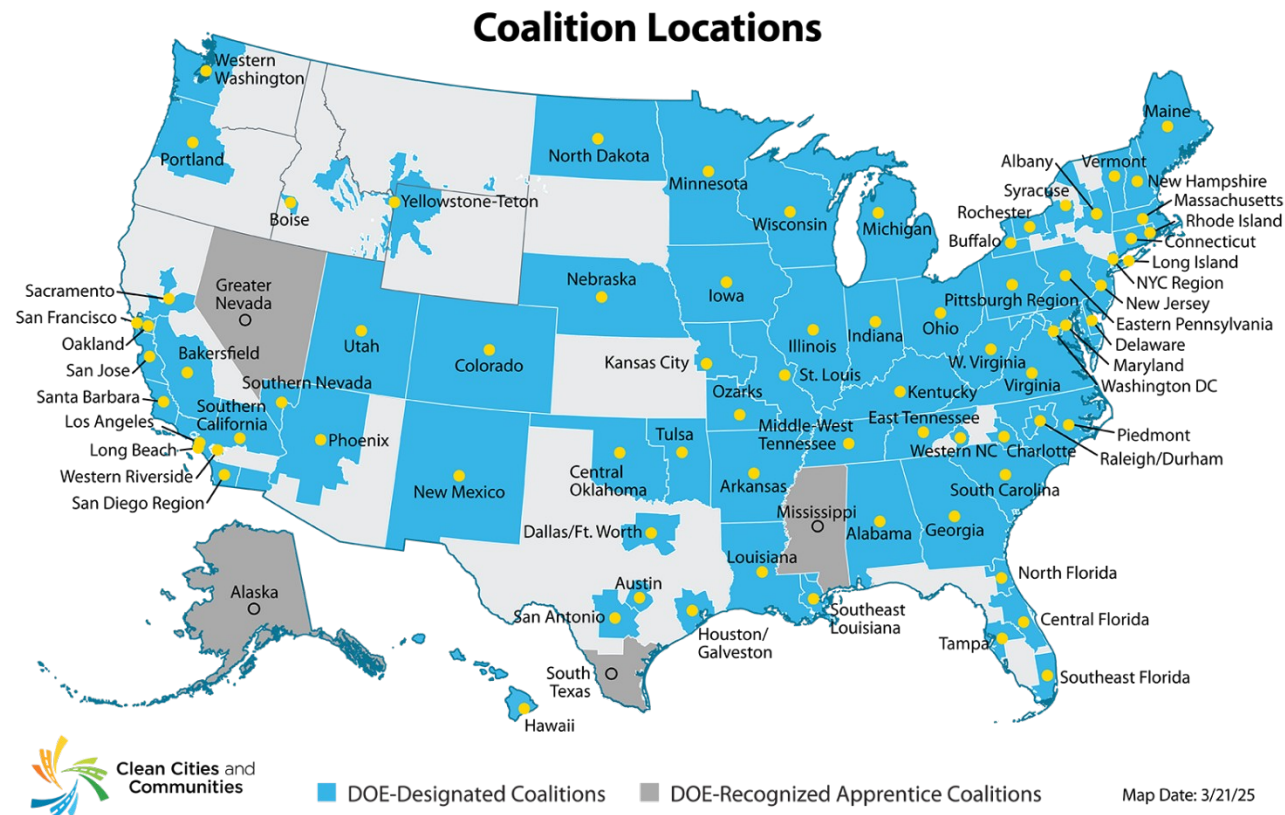 Coalition Locations
Western
Washington
Portland
Boise
Yellowstone-Teton
North Dakota
Minnesota
Wisconsin
Michigan
Maine
Albany
Vermont
Syracuse
New Hampshire
Rochester
Massachusetts
Buffalo
Rhode Island
Connecticut
Long Island
NYC Region
New Jersey
Eastern Pennsylvania
Delaware
Maryland
Washington DC
Pittsburgh Region
Greater
Nevada
Nebraska
Iowa
Sacramento
San Francisco
Oakland
San Jose
Santa Barbara
Los Angeles
Long Beach
Western Riverside
San Diego Region
Bakersfield
Southern
California
Southern Nevada
Utah
Colorado
Kansas City
Illinois
Indiana
Ohio
St. Louis
Ozarks
W. Virginia
Virginia
Kentucky
Middle-West
Tennessee
East Tennessee
Western NC
Charlotte
Piedmont
Raleigh/Durham
Phoenix
New Mexico
Central
Oklahoma
Tulsa
Arkansas
South Carolina
Mississippi
Alabama
Georgia
Dallas/Ft. Worth
Louisiana
Austin
San Antonio
Houston/
Galveston
Southeast
Louisiana
North Florida
Central Florida
Tampa
Southeast Florida
Alaska
South
Texas
Hawaii
Clean Cities and
Communities
DOE-Designated Coalitions
DOE-Recognized Apprentice Coalitions
Map Date: 3/21/25